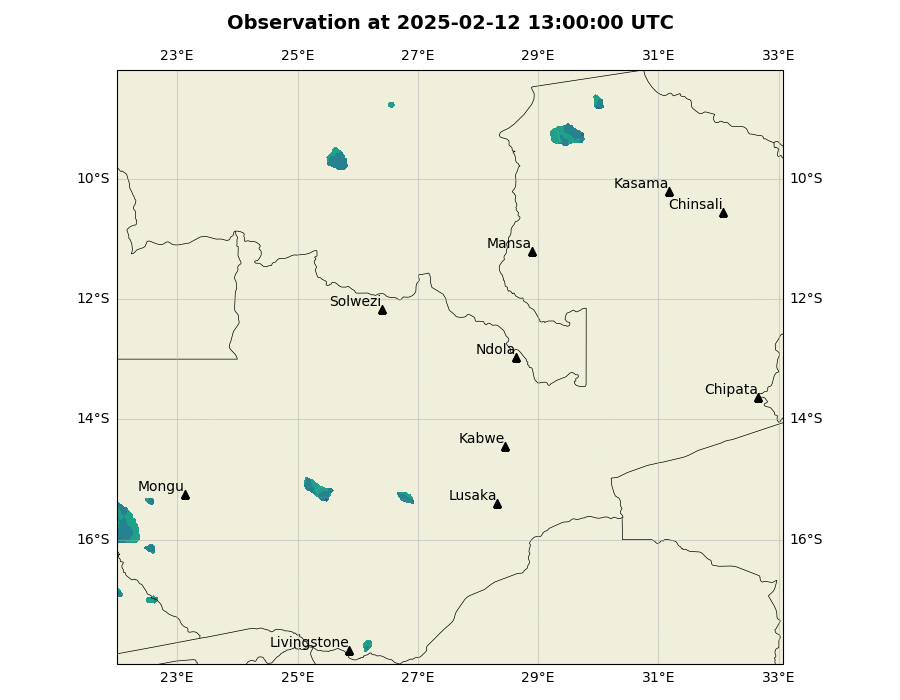 Observation at 2025-02-12 13:00:00 UTC
23°E 25°E 27°E 29°E 31°E 33°E
10°S 10°S
Kasama
Chinsali
Mansa
12°S 12°S
Solwezi
Ndola
Chipata
14°S 14°S
Kabwe
Mongu
Lusaka
16°S 16°S
Livingstone
23°E 25°E 27°E 29°E 31°E 33°E